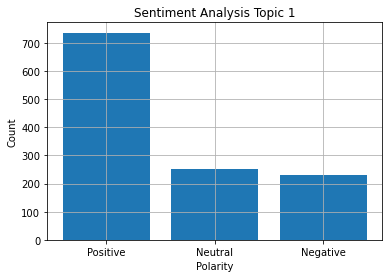 Sentiment Analysis Topic 1
700
600
500
400
300
200
100
0
Count
Positive Neutral Negative
Polarity